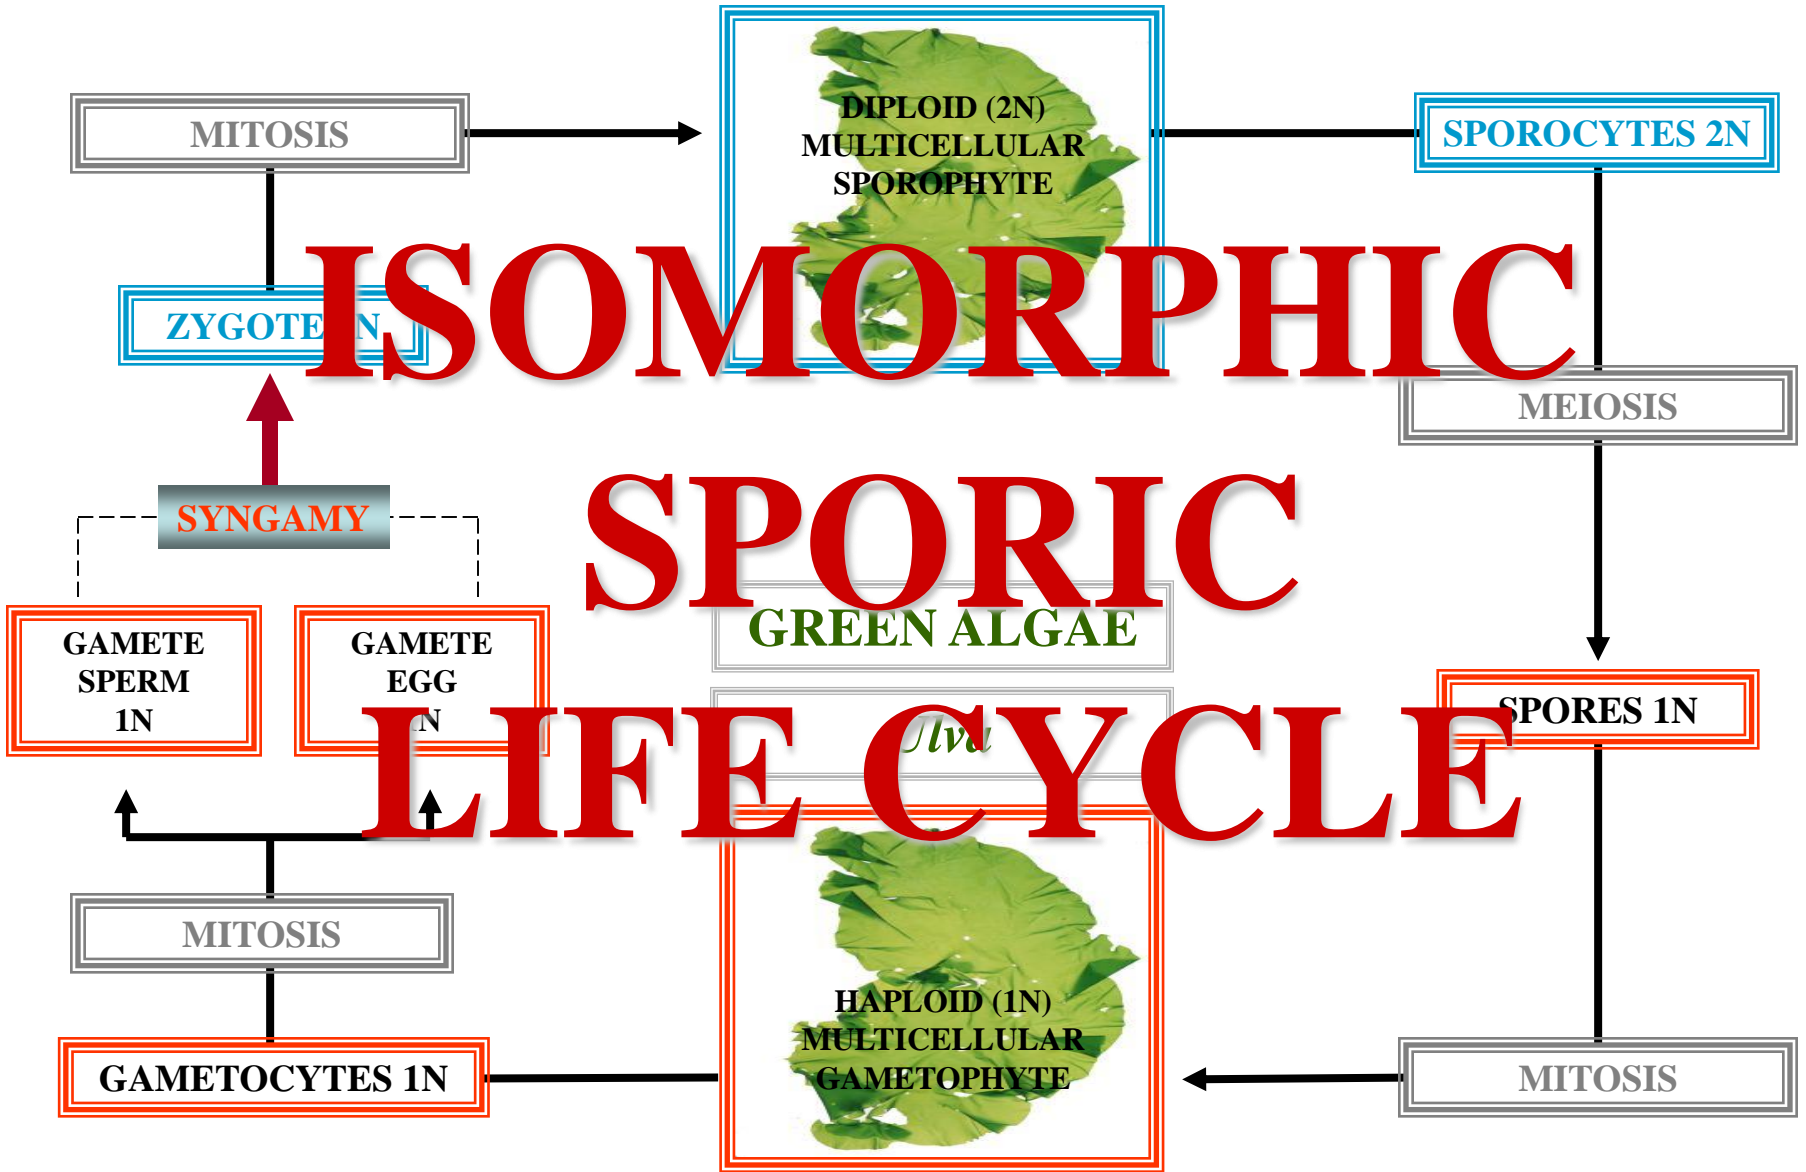 MITOSIS
DIPLOID (2N)
MULTICELLULAR
SPOROPHYTE
SPOROCYTES 2N
ISOMORPHIC
ZYGOTE N
MEIOSIS
SPORIC
SYNGAMY
GAMETE
SPERM
1N
GAMETE
EGG
N
GREEN ALGAE
LIFE CYCLE
Ulva
SPORES 1N
MITOSIS
HAPLOID (1N)
MULTICELLULAR
GAMETOPHYTE
GAMETOCYTES 1N
MITOSIS